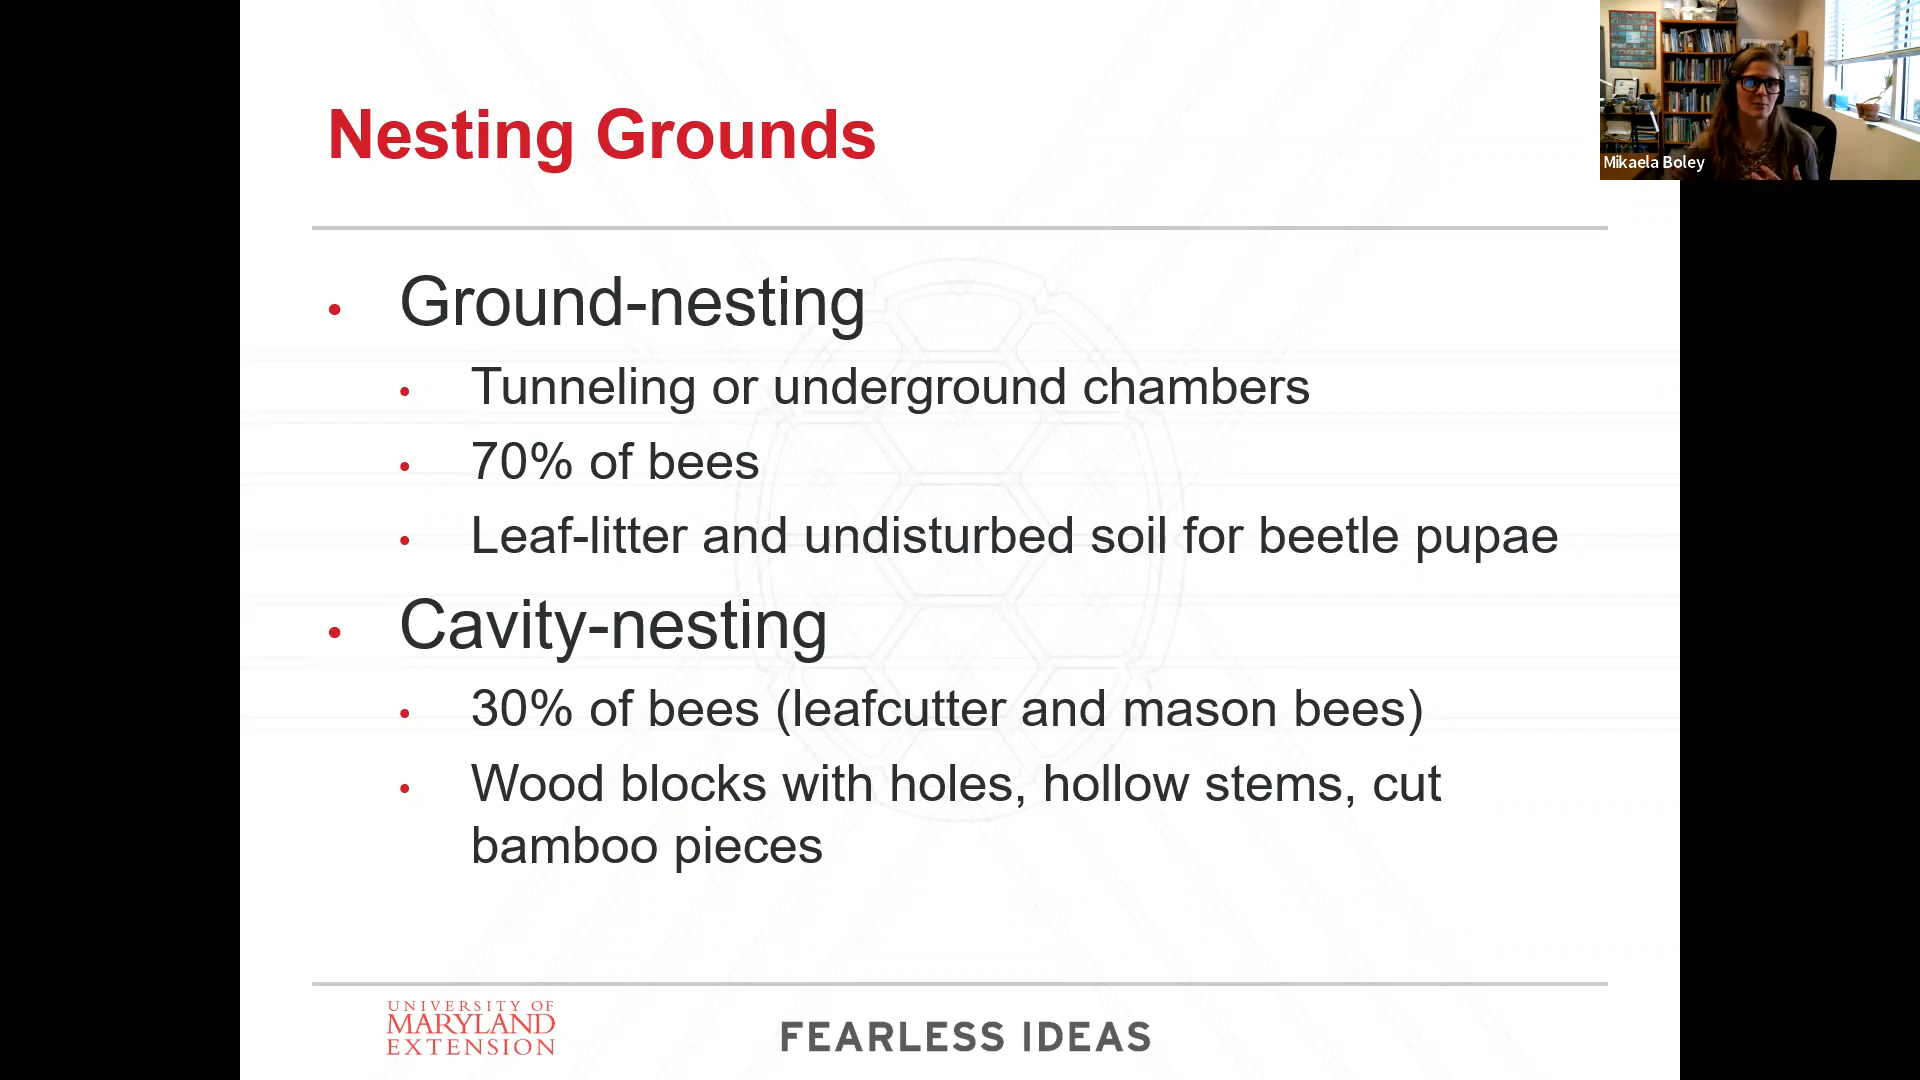 Nesting Grounds
Mikaela Boley
• Ground-nesting
• Tunneling or underground chambers
• 70% of bees
• Leaf-litter and undisturbed soil for beetle pupae
• Cavity-nesting
• 30% of bees (leafcutter and mason bees)
• Wood blocks with holes, hollow stems, cut
bamboo pieces
UNIVERSITY OF
MARYLAND
EXTENSION
FEARLESS IDEAS